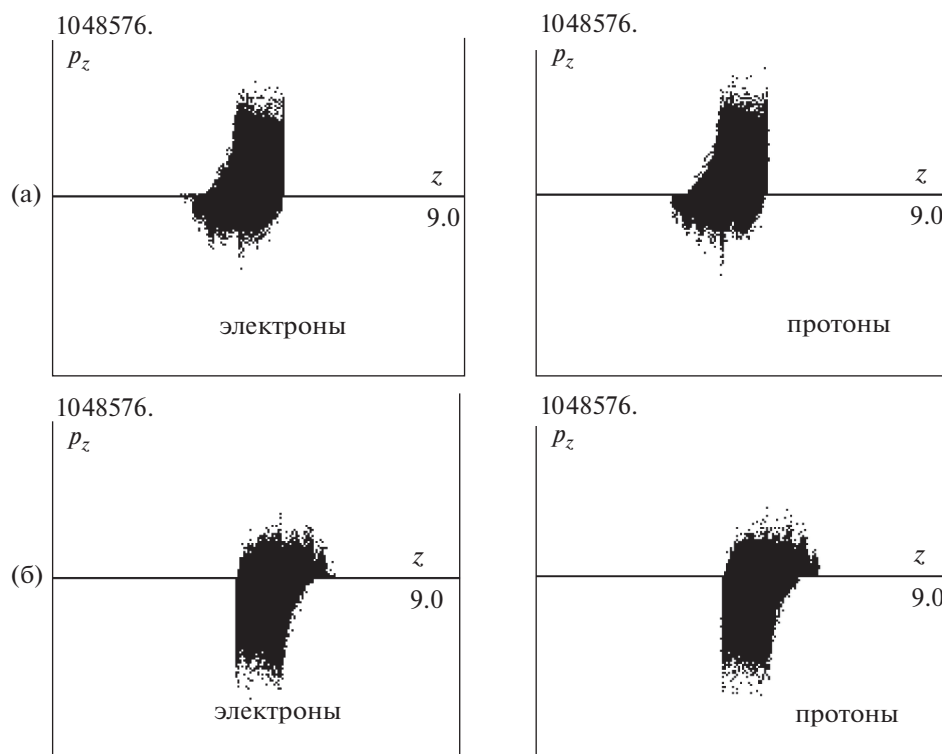 1048576.
p_z
z
(а)
9.0
электроны
1048576.
p_z
z
9.0
протоны
1048576.
p_z
z
(б)
9.0
электроны
1048576.
p_z
z
9.0
протоны